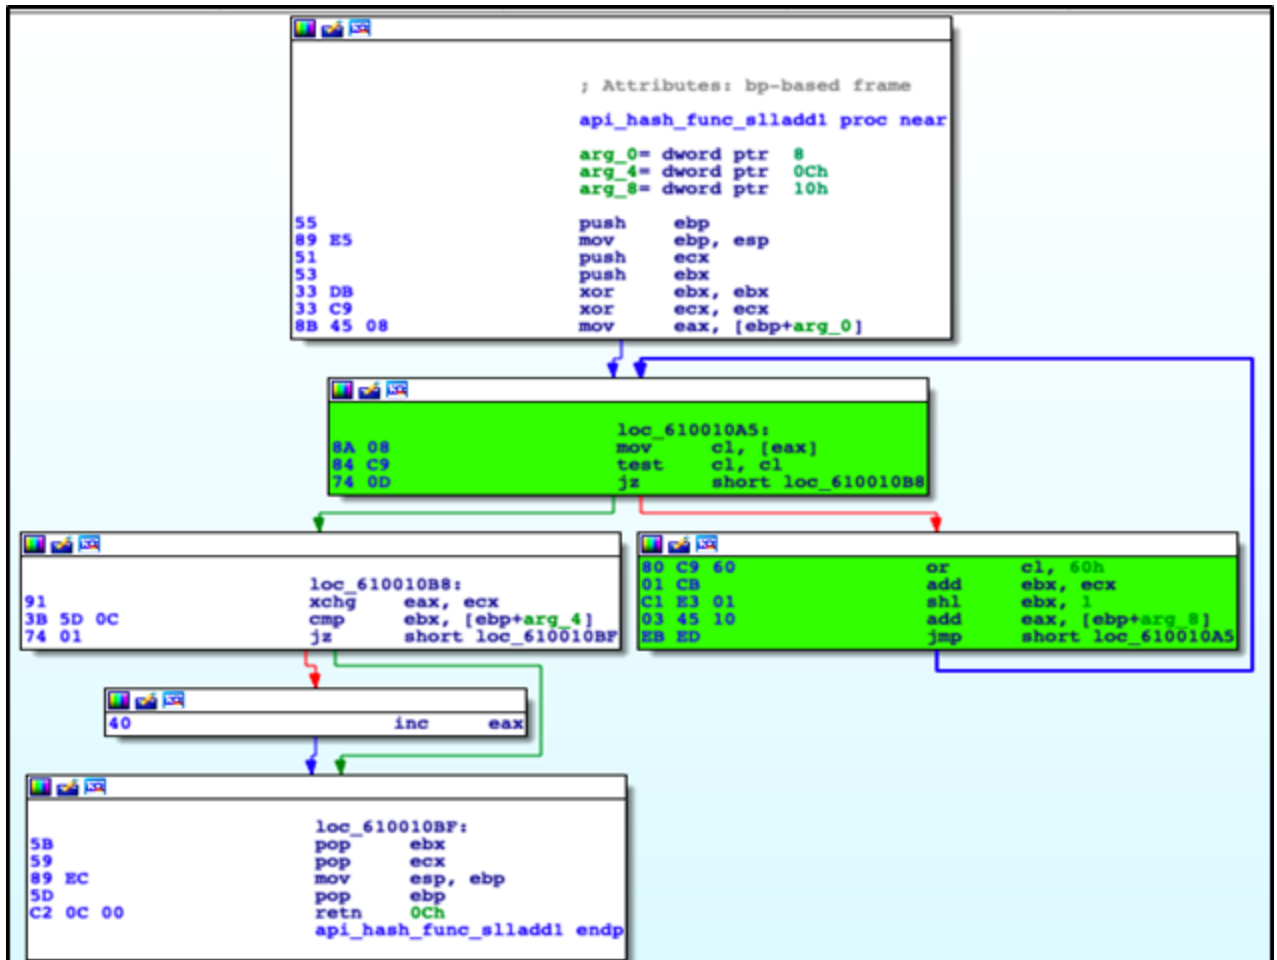 ; Attributes: bp-based frame
api_hash_func_slladd1 proc near
arg_0= dword ptr 8
arg_4= dword ptr 0Ch
arg_8= dword ptr 10h
55 push ebp
89 E5 mov ebp, esp
51 push ecx
53 push ebx
33 DB xor ebx, ebx
33 C9 xor ecx, ecx
8B 45 08 mov eax, [ebp+arg_0]
loc_610010A5:
8A 08 mov cl, [eax]
84 C9 test cl, cl
74 0D jz short loc_610010B8
loc_610010B8:
91 xchg eax, ecx
3B 5D 0C cmp ebx, [ebp+arg_4]
74 01 jz short loc_610010BF
80 C9 60 or cl, 60h
01 CB add ebx, ecx
C1 E3 01 shl ebx, 1
03 45 10 add eax, [ebp+arg_8]
EB ED jmp short loc_610010A5
40 inc eax
loc_610010BF:
5B pop ebx
59 pop ecx
89 EC mov esp, ebp
5D pop ebp
C2 0C 00 retn 0Ch
api_hash_func_slladd1 endp